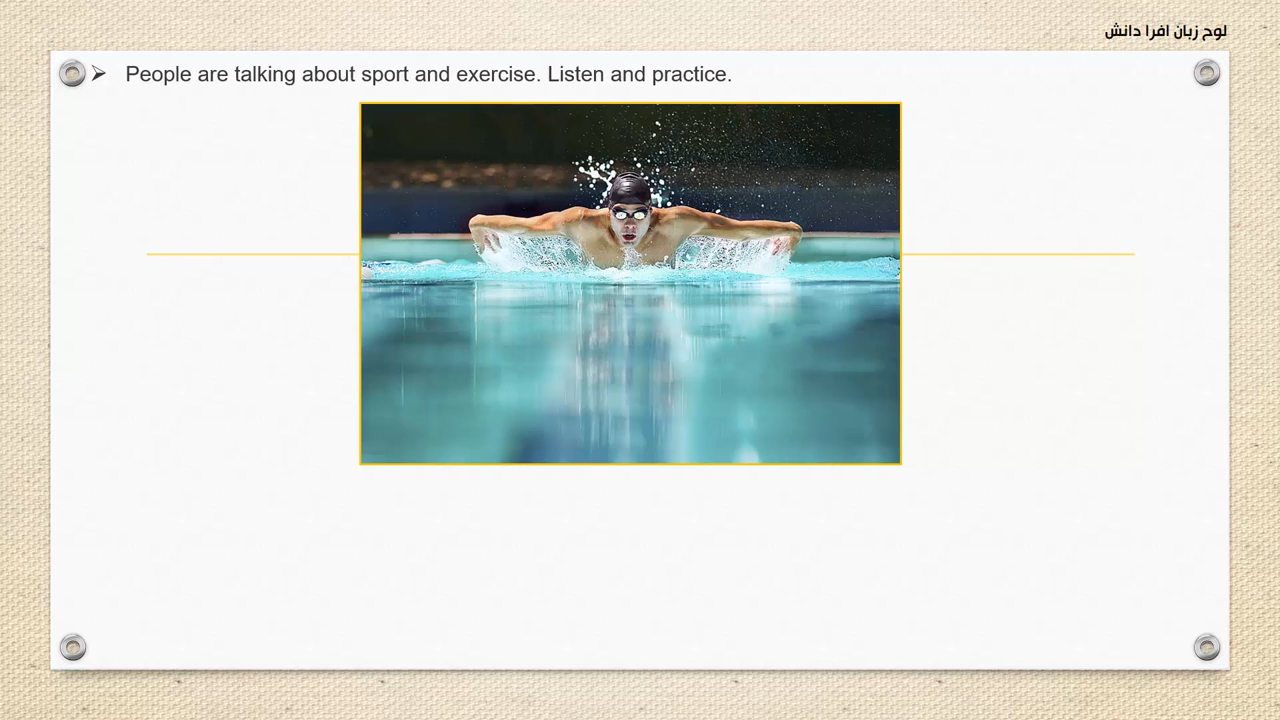 لوح زبان افرا دانش
People are talking about sport and exercise. Listen and practice.